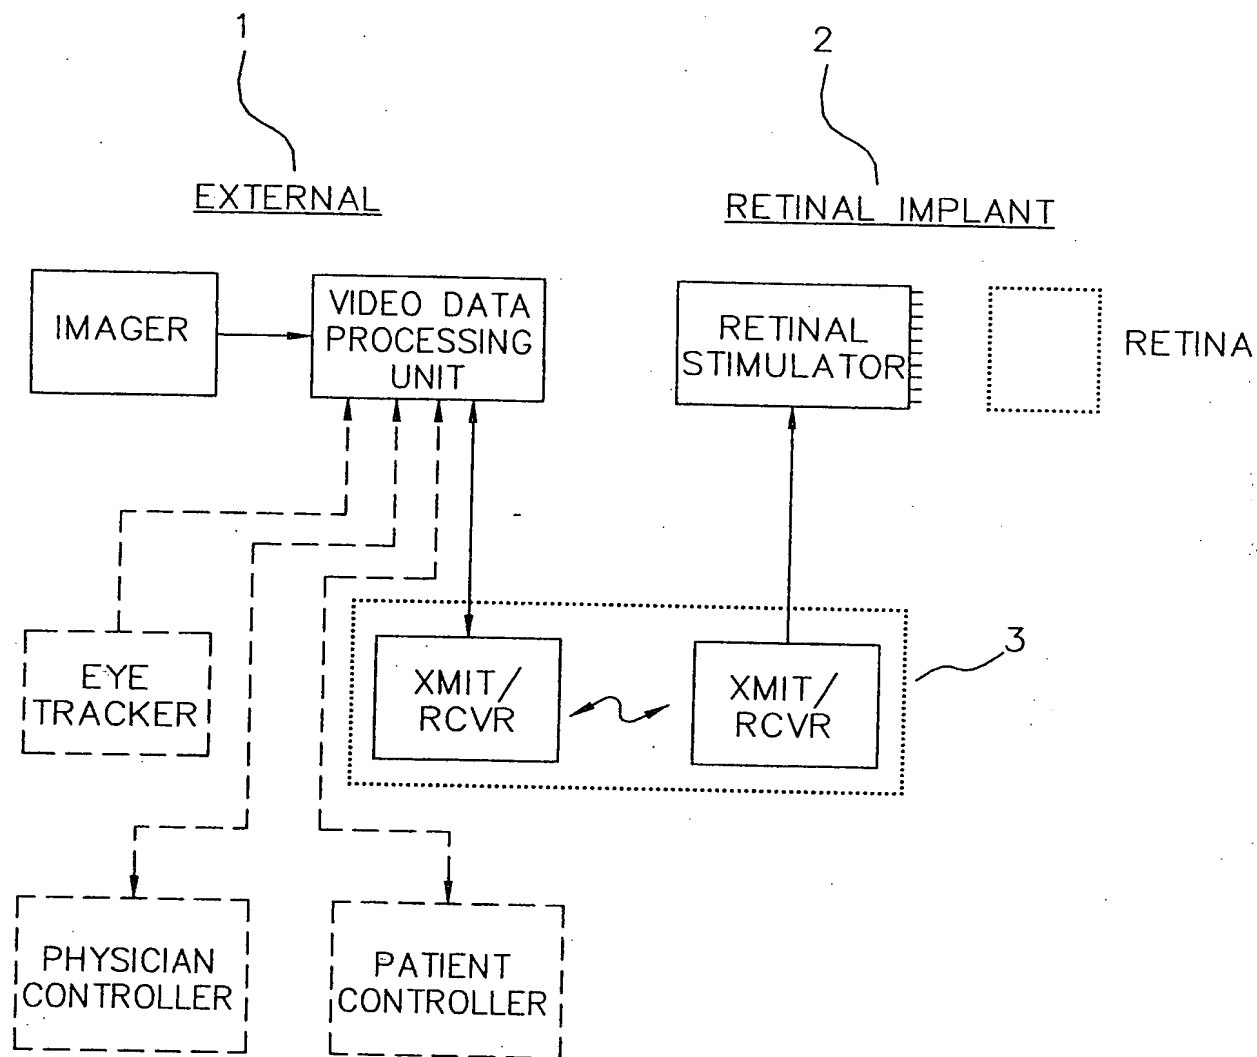 1
2
EXTERNAL
RETINAL IMPLANT
IMAGER
VIDEO DATA
PROCESSING
UNIT
RETINAL
STIMULATOR
RETINA
EYE
TRACKER
XMIT/
RCVR
XMIT/
RCVR
3
PHYSICIAN
CONTROLLER
PATIENT
CONTROLLER